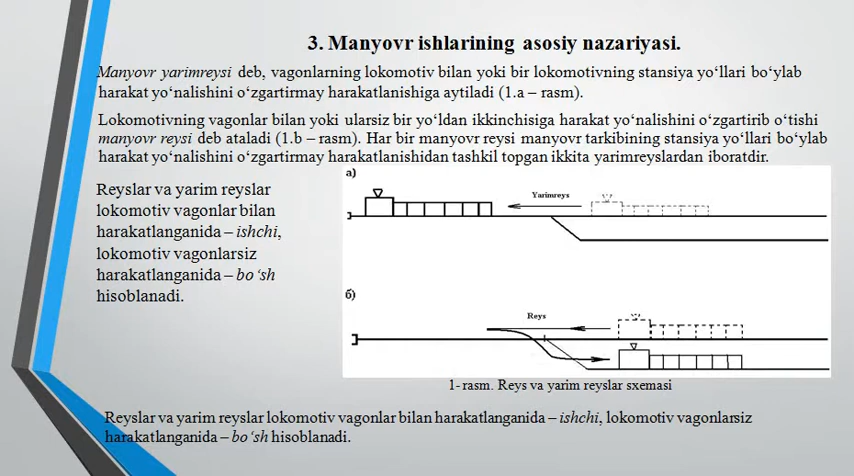 3. Manyovr ishlarining asosiy nazariyasi.
Manyovr yarimreysi deb, vagonlarning lokomotiv bilan yoki bir lokomotivning stansiya yo‘llari bo‘ylab
harakat yo‘nalishini o‘zgartirmay harakatlanishiga aytiladi (1.a – rasm).
Lokomotivning vagonlar bilan yoki ularsiz bir yo‘ldan ikkinchisiga harakat yo‘nalishini o‘zgartirib o‘tishi
manyovr reysi deb ataladi (1.b – rasm). Har bir manyovr reysi manyovr tarkibining stansiya yo‘llari bo‘ylab
harakat yo‘nalishini o‘zgartirmay harakatlanishidan tashkil topgan ikkita yarimreyslardan iboratdir.
Reyslar va yarim reyslar
lokomotiv vagonlar bilan
harakatlanganida – ishchi,
lokomotiv vagonlarsiz
harakatlanganida – bo‘sh
hisoblanadi.
а)
Yarimreys
б)
Reys
1- rasm. Reys va yarim reyslar sxemasi
Reyslar va yarim reyslar lokomotiv vagonlar bilan harakatlanganida – ishchi, lokomotiv vagonlarsiz
harakatlanganida – bo‘sh hisoblanadi.